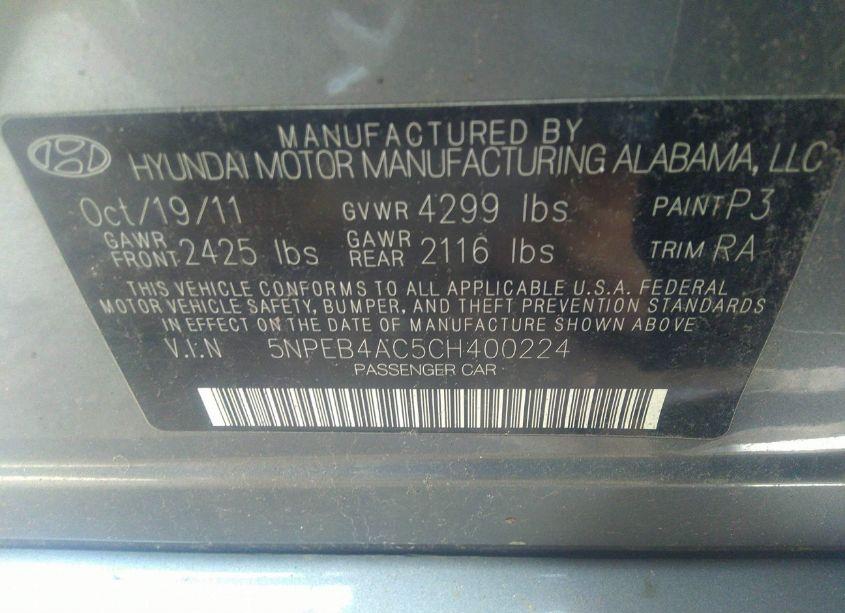 MANUFACTURED BY
HYUNDAI MOTOR MANUFACTURING ALABAMA, LLC
Oct/19/11 GVWR 4299 lbs PAINT P3
GAWR FRONT 2425 lbs GAWR REAR 2116 lbs TRIM RA
THIS VEHICLE CONFORMS TO ALL APPLICABLE U.S.A. FEDERAL
MOTOR VEHICLE SAFETY, BUMPER, AND THEFT PREVENTION STANDARDS
IN EFFECT ON THE DATE OF MANUFACTURE SHOWN ABOVE
V.I.N 5NPEB4AC5CH400224
PASSENGER CAR